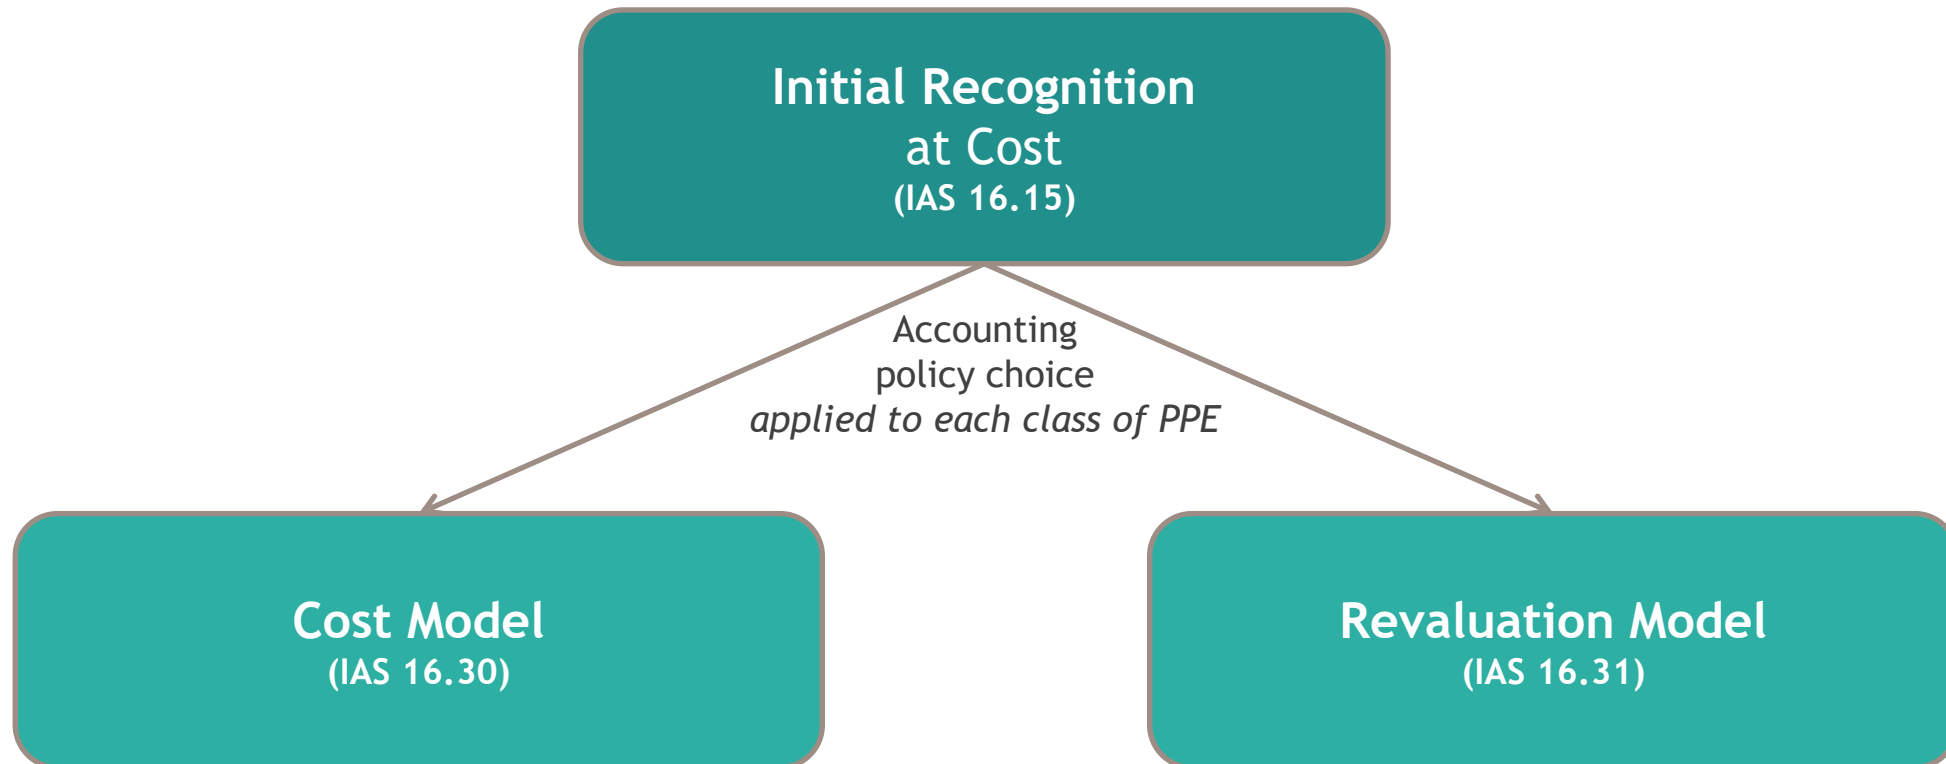 Initial Recognition
at Cost
(IAS 16.15)
Accounting
policy choice
applied to each class of PPE
Cost Model
(IAS 16.30)
Revaluation Model
(IAS 16.31)